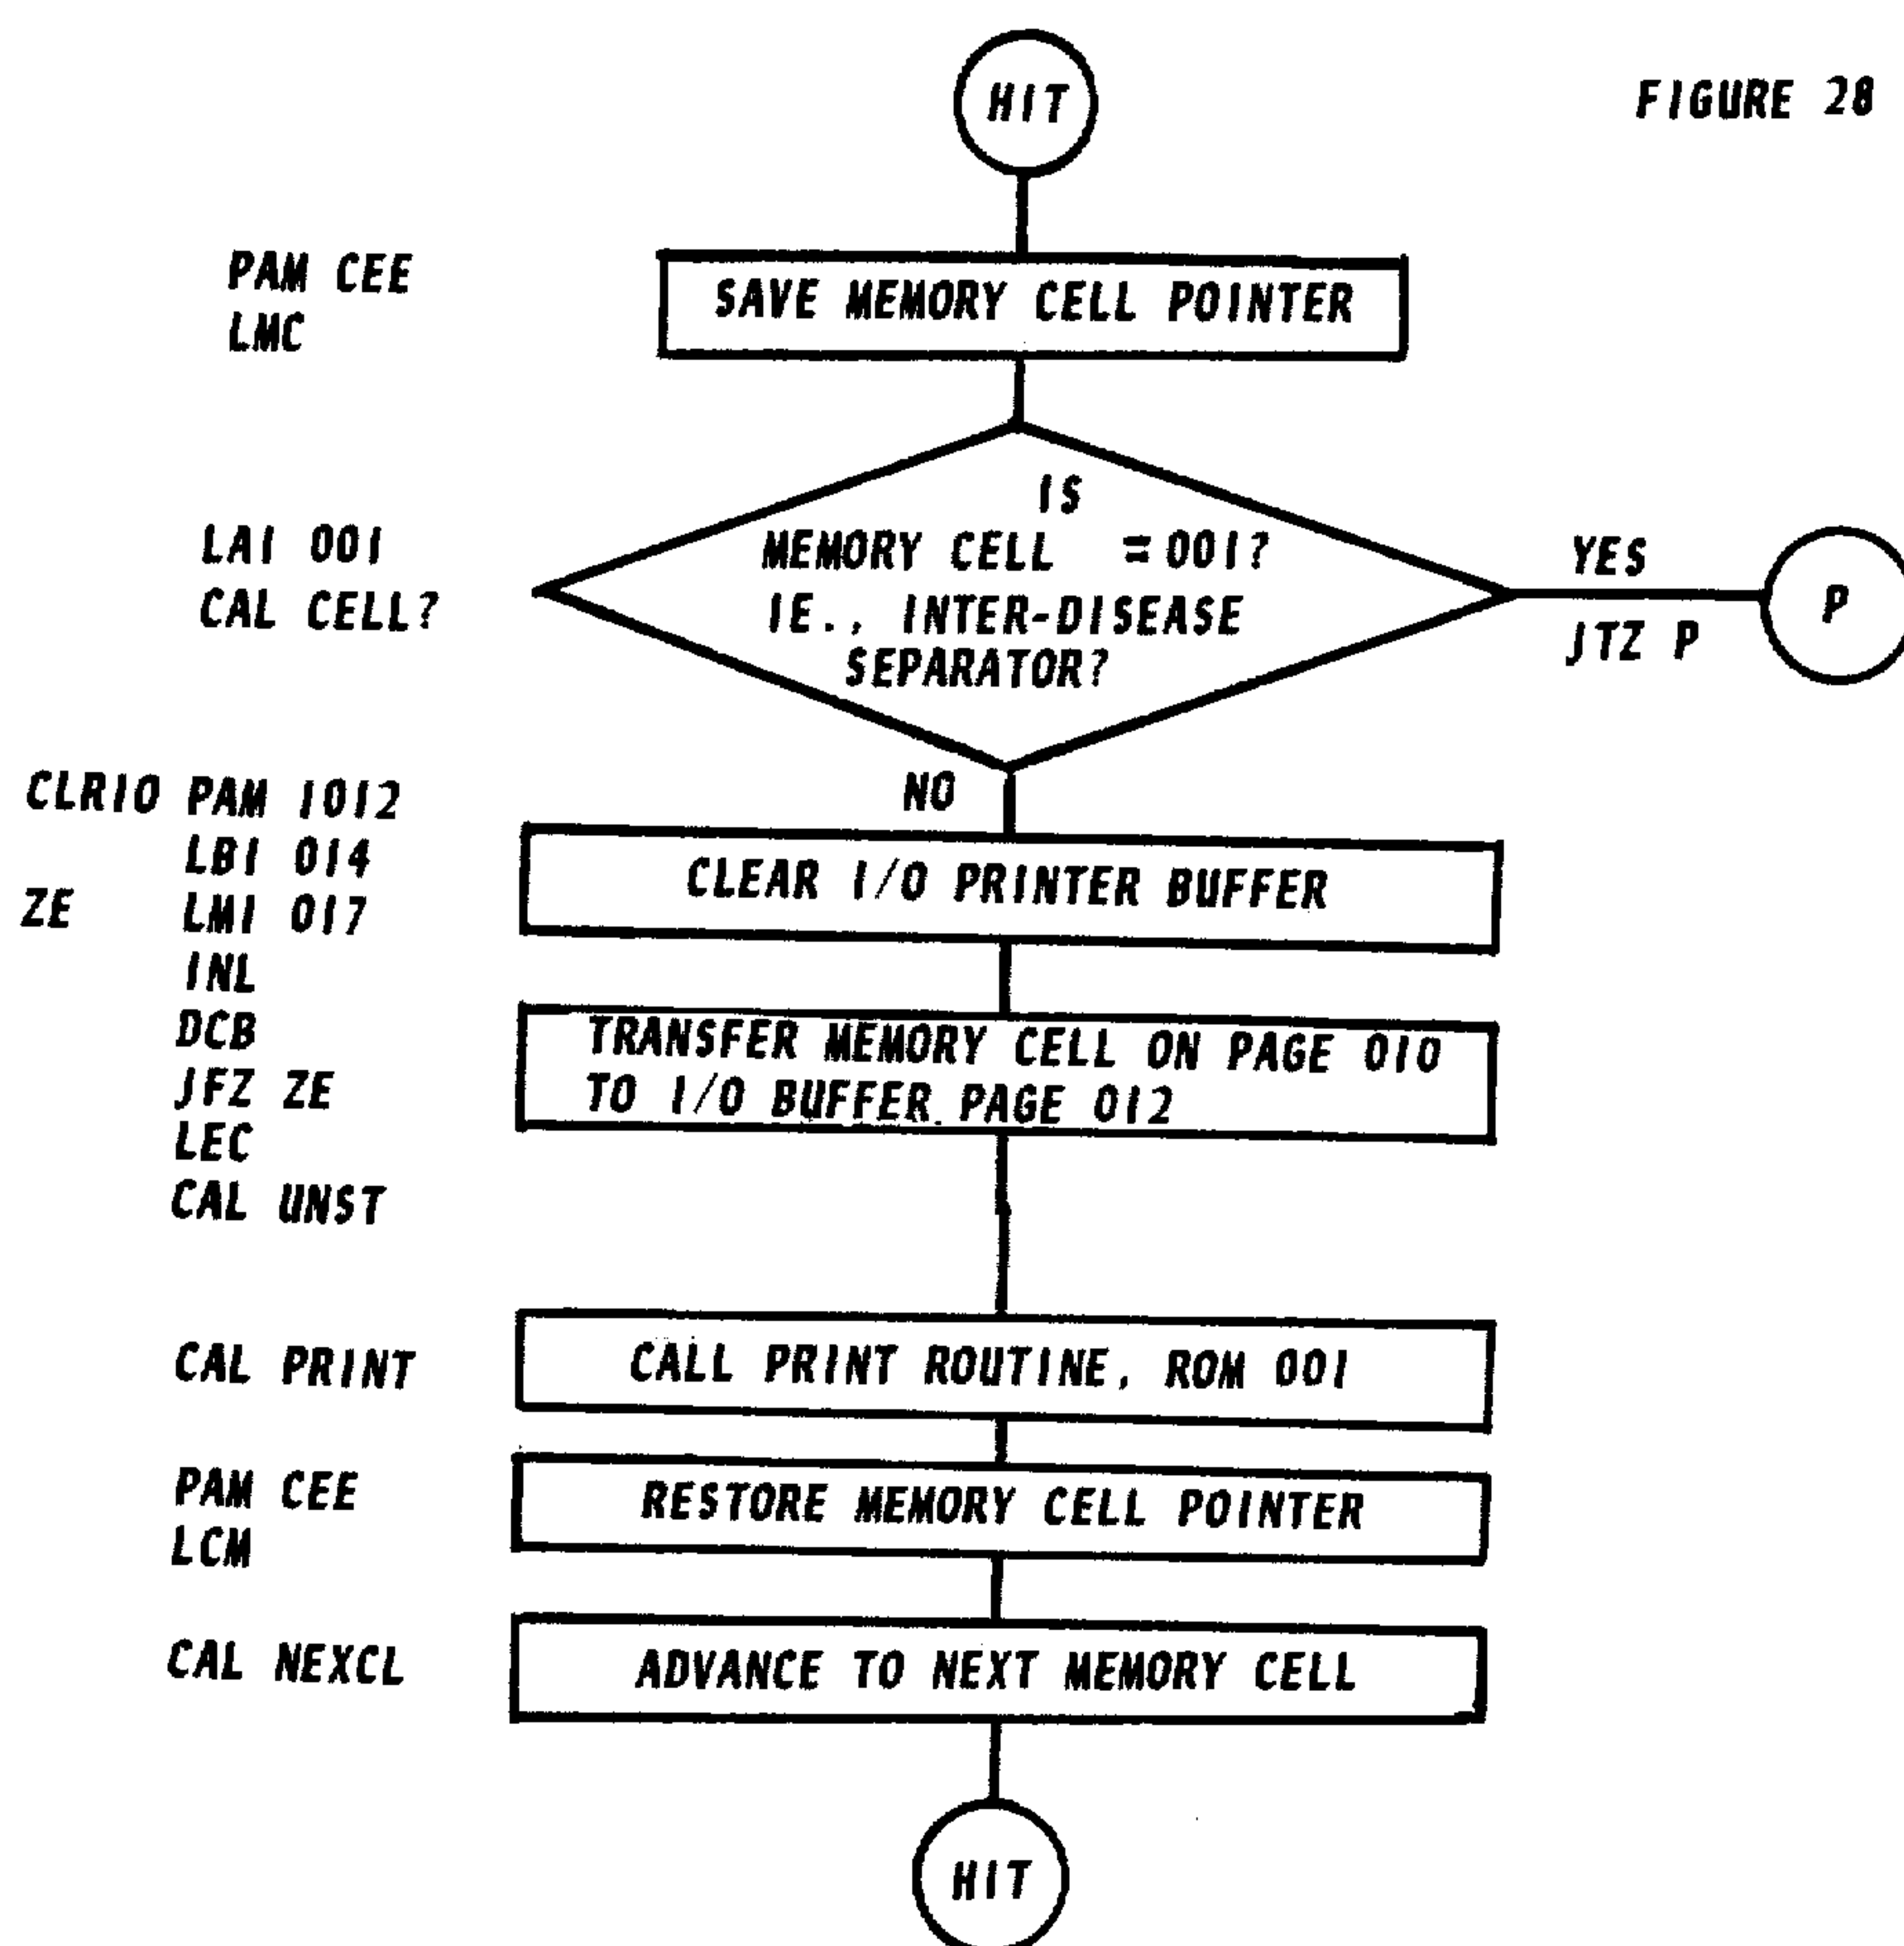 HIT
FIGURE 28
PAM CEE
LMC
SAVE MEMORY CELL POINTER
LAI 001
CAL CELL?
IS
MEMORY CELL =001?
IE., INTER-DISEASE
SEPARATOR?
YES
JTZ P
P
NO
CLRIO PAM IO12
LBI 014
ZE LMI 017
INL
DCB
JFZ ZE
LEC
CAL UNST
CLEAR I/O PRINTER BUFFER
TRANSFER MEMORY CELL ON PAGE 010
TO I/O BUFFER PAGE 012
CAL PRINT
CALL PRINT ROUTINE, ROM 001
PAM CEE
LCM
RESTORE MEMORY CELL POINTER
CAL NEXCL
ADVANCE TO NEXT MEMORY CELL
HIT